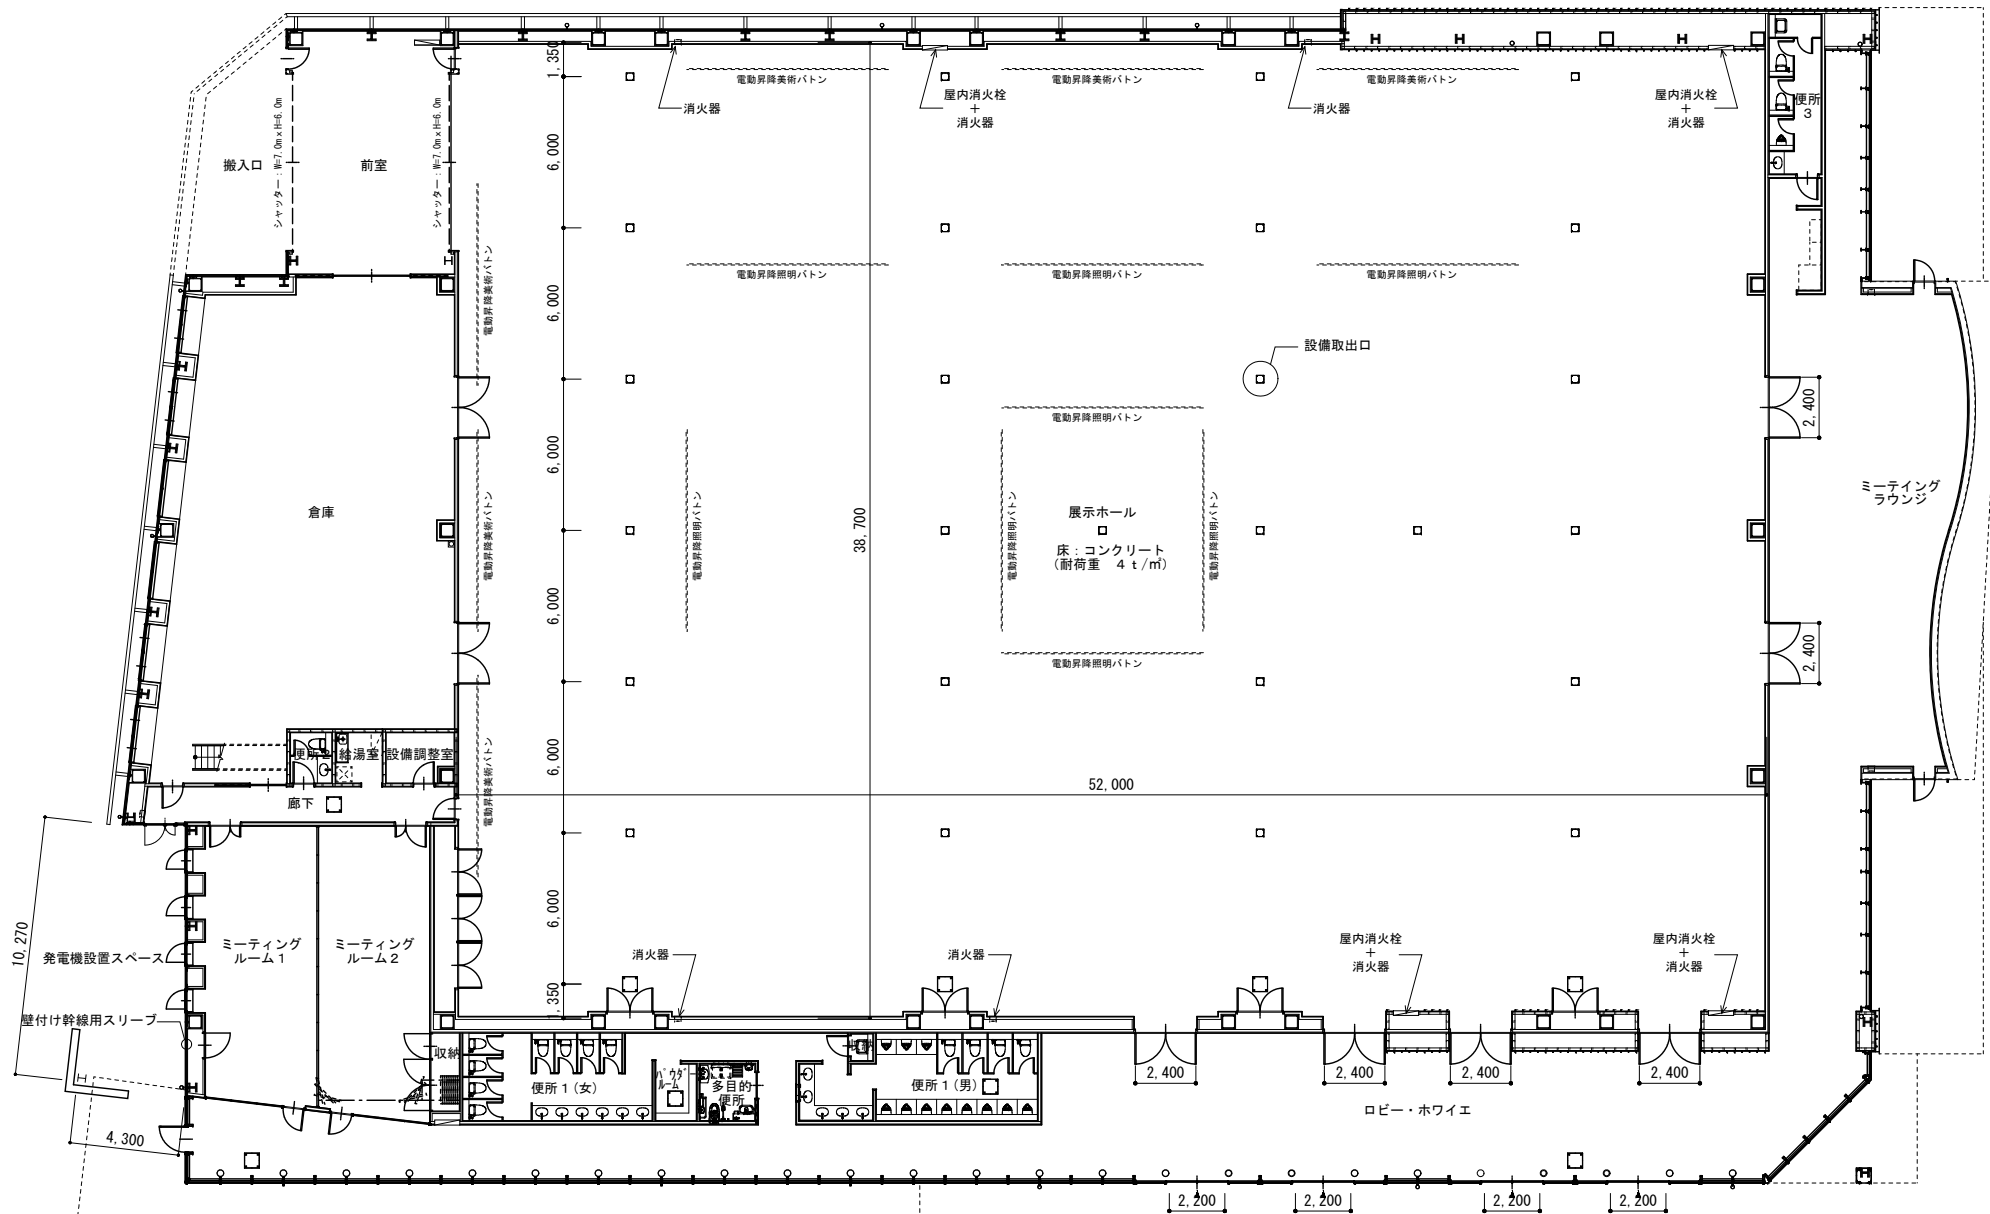 1,350
電動昇降美術バトン
電動昇降美術バトン
電動昇降美術バトン
消火器
屋内消火栓
+
消火器
消火器
屋内消火栓
+
消火器
便所
3
搬入口
シャッター:W=7.0m×H=6.0m
前室
シャッター:W=7.0m×H=6.0m
6,000
電動昇降美術バトン
電動昇降照明バトン
電動昇降照明バトン
電動昇降照明バトン
6,000
設備取出口
2,400
電動昇降照明バトン
6,000
倉庫
電動昇降美術バトン
電動昇降照明バトン
38,700
電動昇降照明バトン
展示ホール
床:コンクリート
(耐荷重 4t/㎡)
電動昇降照明バトン
ミーテイング
ラウンジ
6,000
電動昇降照明バトン
2,400
便所2
給湯室
設備調整室
電動昇降美術バトン
6,000
52,000
廊下
10,270
発電機設置スペース
ミーティング
ルーム1
ミーティング
ルーム2
6,000
消火器
消火器
屋内消火栓
+
消火器
屋内消火栓
+
消火器
1,350
壁付け幹線用スリーブ
収納
便所1(女)
パウダー
ルーム
多目的
便所
収納
便所1(男)
2,400
2,400
2,400
2,400
ロビー・ホワイエ
4,300
2,200
2,200
2,200
2,200